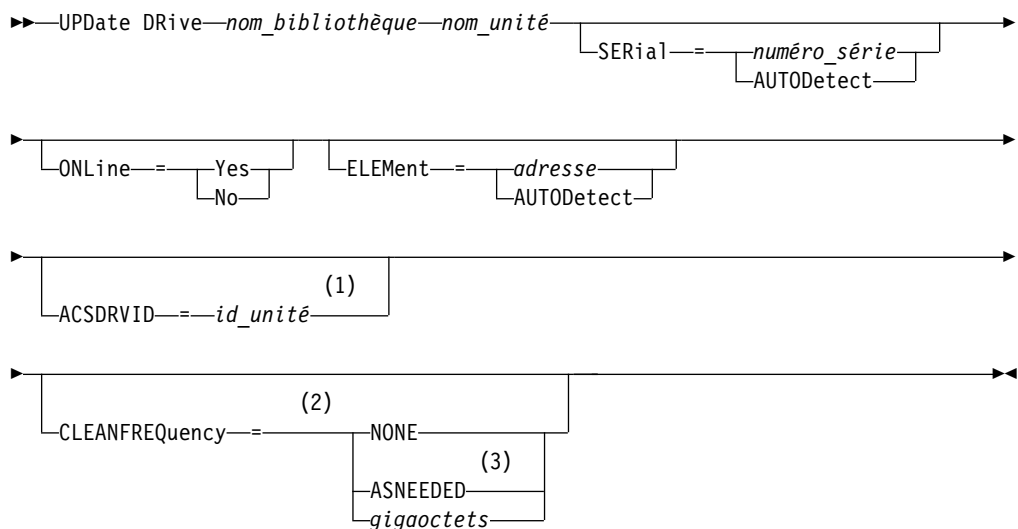 UPDate DRive nom_bibliothèque nom_unité
SERial = numéro_série
AUTODetect
ONLine = Yes
No
ELEMent = adresse
AUTODetect
(1)
ACSDRVID = id_unité
(2)
CLEANFREQuency = NONE
(3)
ASNEEDED
gigaoctets